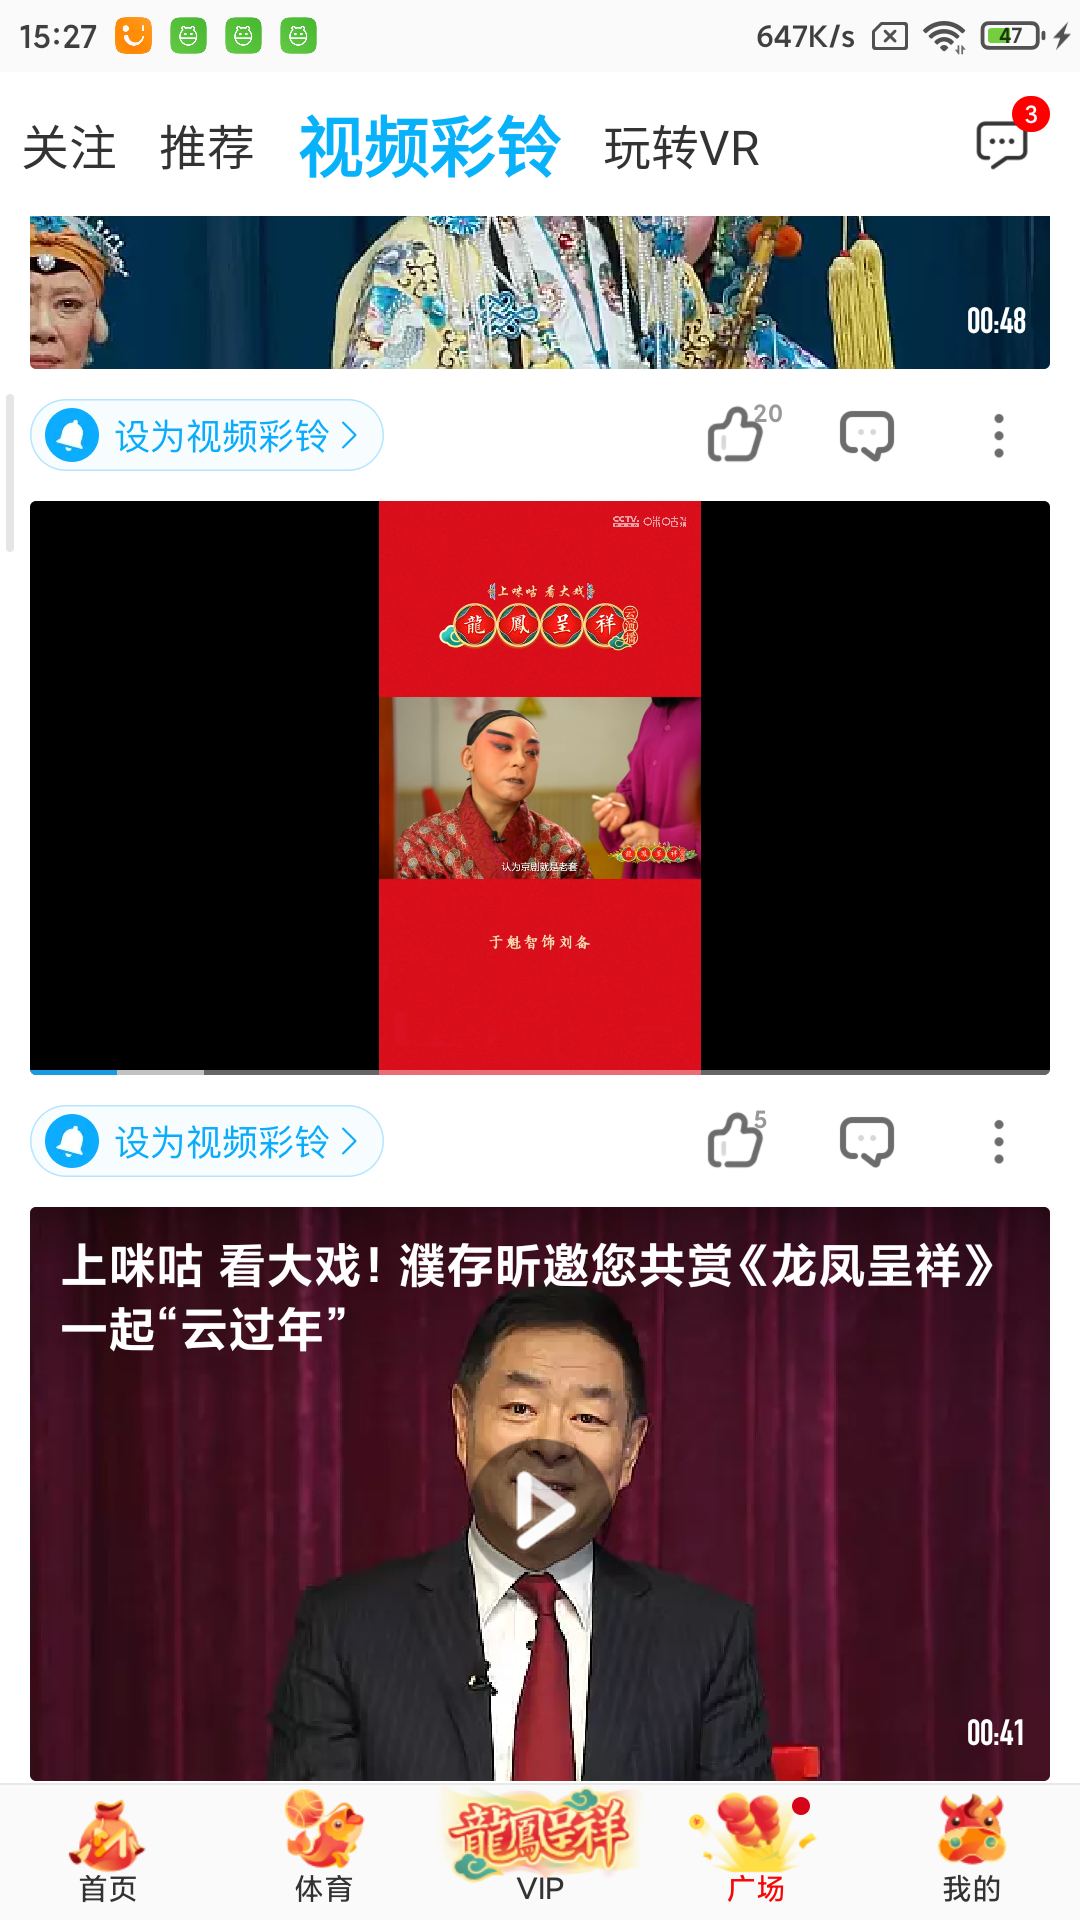 15:27
647K/s
47
关注 推荐 视频彩铃 玩转VR
3
00:48
设为视频彩铃
20
CCTV.
上咪咕 看大戏
龍鳳呈祥
认为京剧就是老套
于魁智饰刘备
设为视频彩铃
5
上咪咕 看大戏！濮存昕邀您共赏《龙凤呈祥》
一起“云过年”
00:41
龍鳳呈祥
首页 体育 VIP 广场 我的